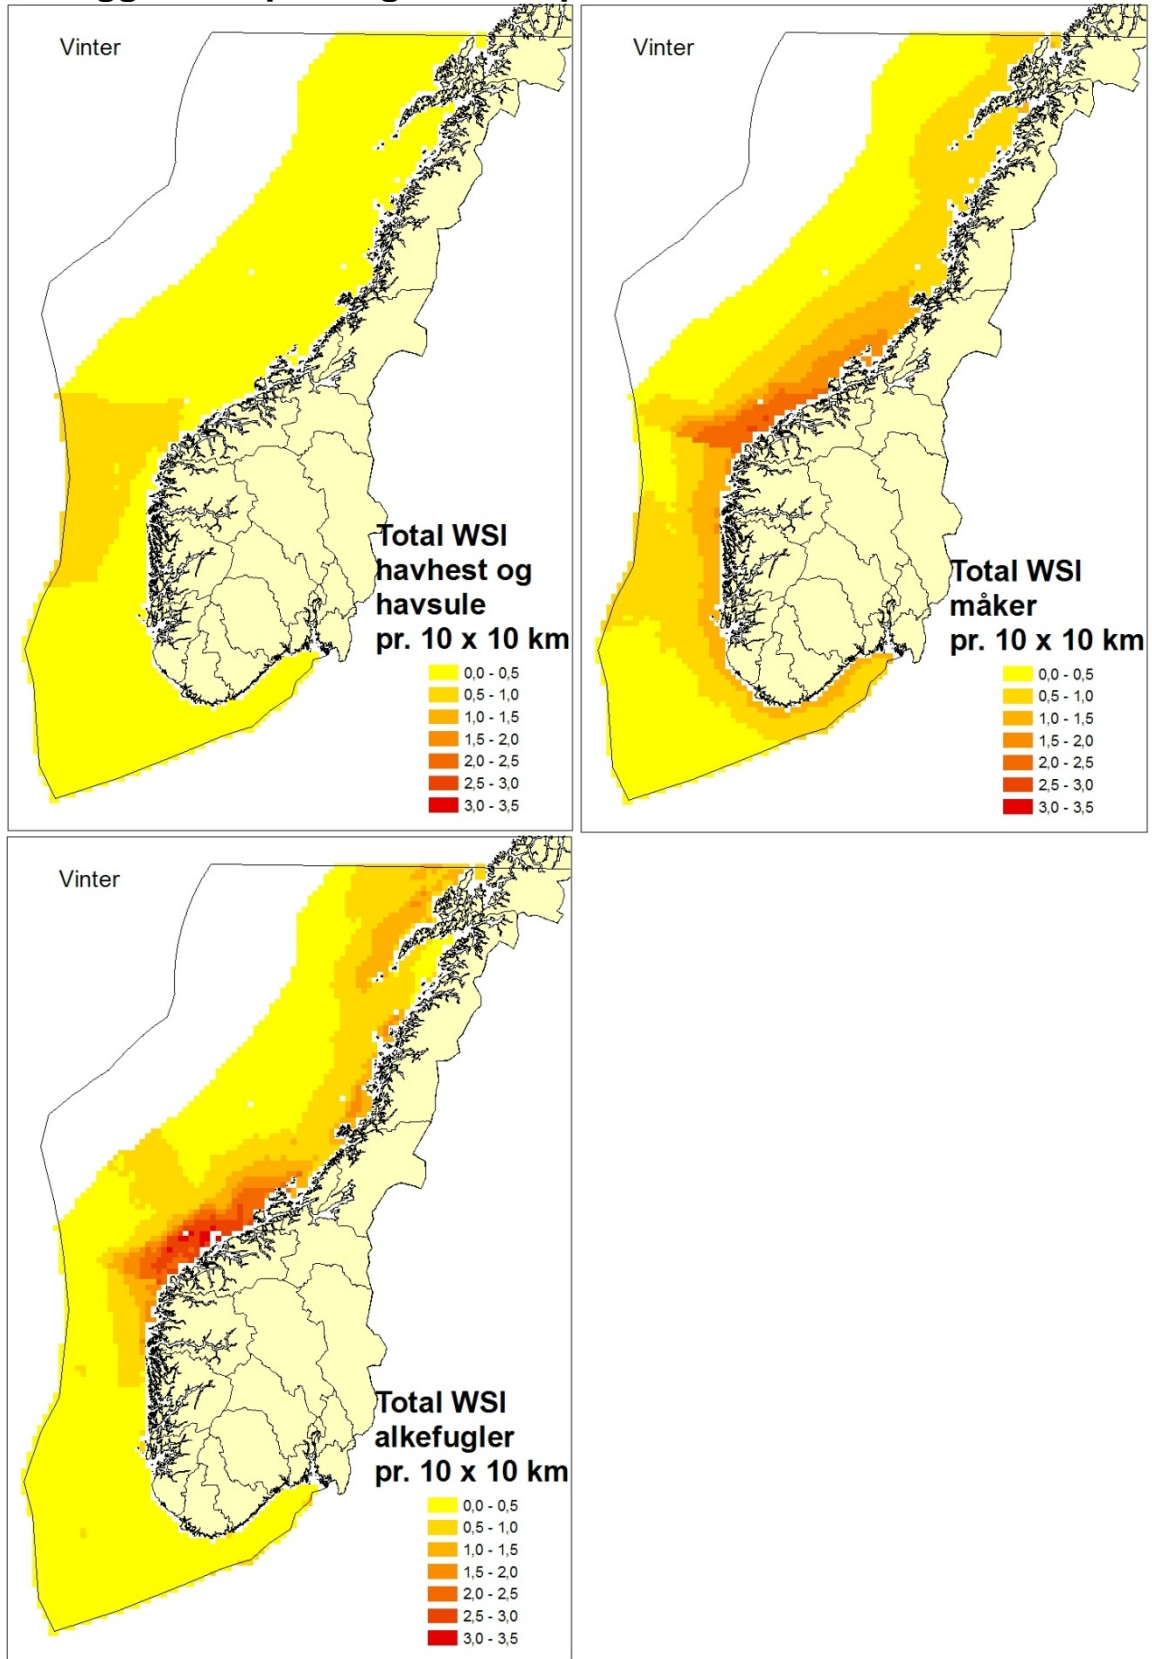 Vinter
Total WSI
havhest og
havsule
pr. 10 x 10 km
0,0 - 0,5
0,5 - 1,0
1,0 - 1,5
1,5 - 2,0
2,0 - 2,5
2,5 - 3,0
3,0 - 3,5
Vinter
Total WSI
måker
pr. 10 x 10 km
0,0 - 0,5
0,5 - 1,0
1,0 - 1,5
1,5 - 2,0
2,0 - 2,5
2,5 - 3,0
3,0 - 3,5
Vinter
Total WSI
alkefugler
pr. 10 x 10 km
0,0 - 0,5
0,5 - 1,0
1,0 - 1,5
1,5 - 2,0
2,0 - 2,5
2,5 - 3,0
3,0 - 3,5